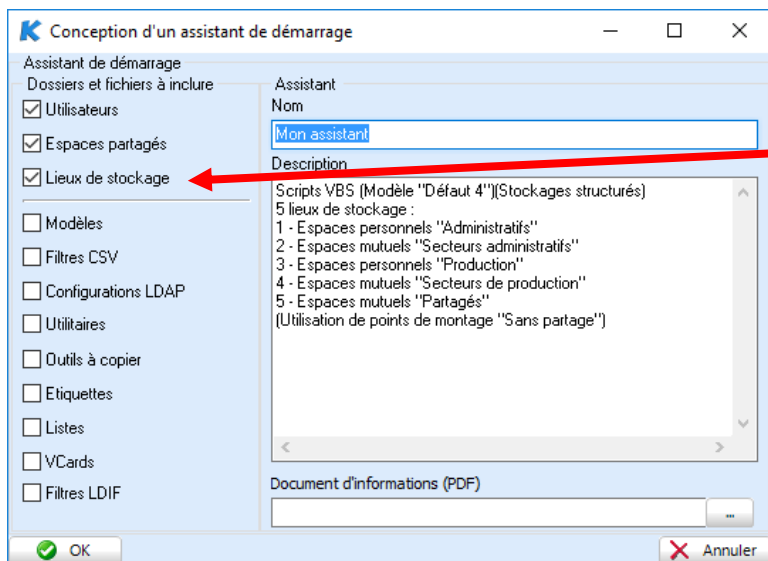 Conception d'un assistant de démarrage
Assistant de démarrage
Dossiers et fichiers à inclure
Utilisateurs
Espaces partagés
Lieux de stockage
Modèles
Filtres CSV
Configurations LDAP
Utilitaires
Outils à copier
Etiquettes
Listes
VCards
Filtres LDIF
Assistant
Nom
Mon assistant
Description
Scripts VBS (Modèle "Défaut 4")(Stockages structurés)
5 lieux de stockage :
1 - Espaces personnels "Administratifs"
2 - Espaces mutuels "Secteurs administratifs"
3 - Espaces personnels "Production"
4 - Espaces mutuels "Secteurs de production"
5 - Espaces mutuels "Partagés"
(Utilisation de points de montage "Sans partage")
Document d'informations (PDF)
...
OK
Annuler